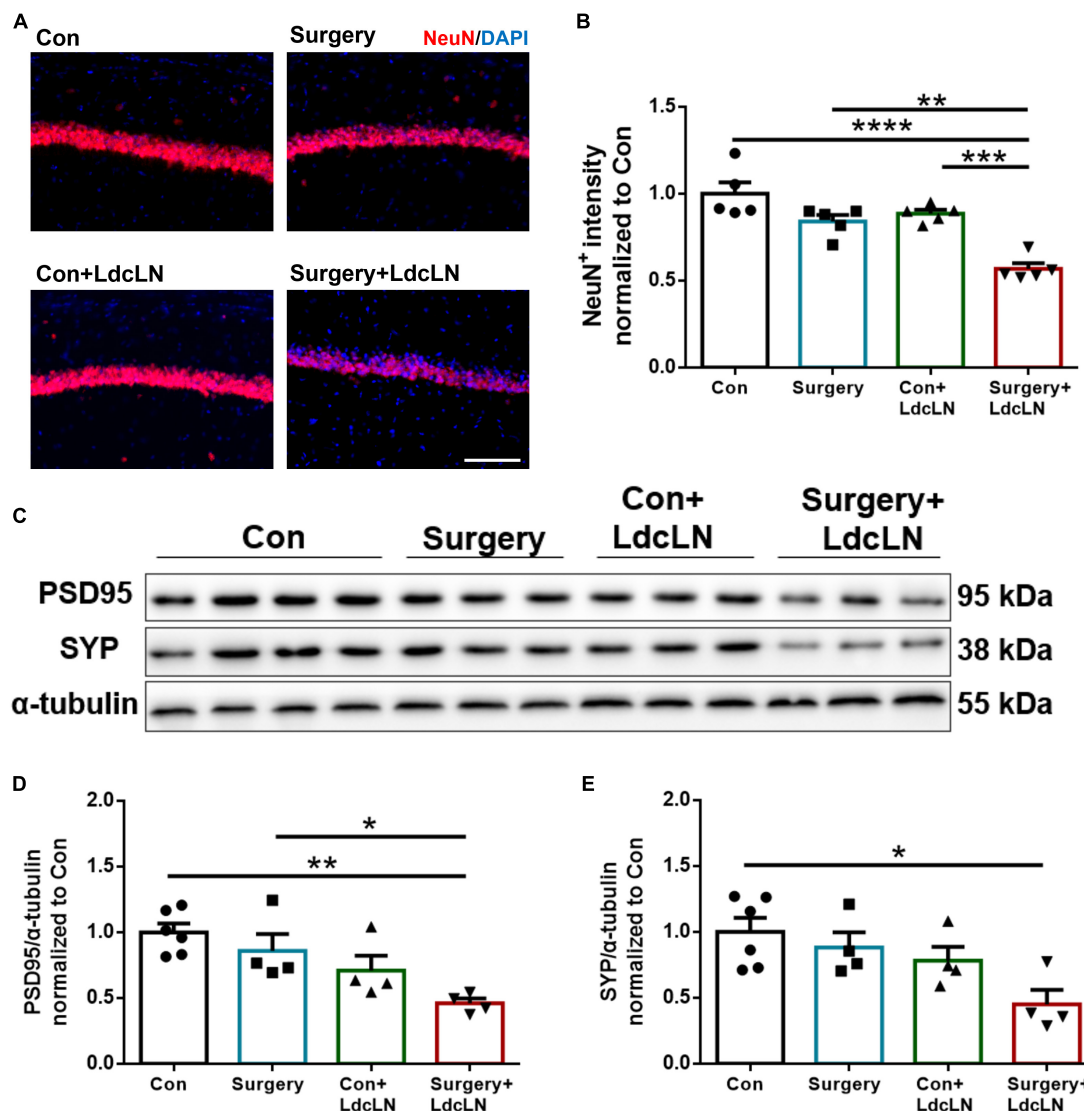 A
Con
Surgery
NeuN/DAPI
Con+LdcLN
Surgery+LdcLN
B
NeuN+ intensity
normalized to Con
1.5
1.0
0.5
0.0
**
****
***
Con
Surgery
Con+
LdcLN
Surgery+
LdcLN
C
Con
Surgery
Con+
LdcLN
Surgery+
LdcLN
PSD95
95 kDa
SYP
38 kDa
α-tubulin
55 kDa
D
PSD95/α-tubulin
normalized to Con
2.0
1.5
1.0
0.5
0.0
*
**
Con
Surgery
Con+
LdcLN
Surgery+
LdcLN
E
SYP/α-tubulin
normalized to Con
2.0
1.5
1.0
0.5
0.0
*
Con
Surgery
Con+
LdcLN
Surgery+
LdcLN